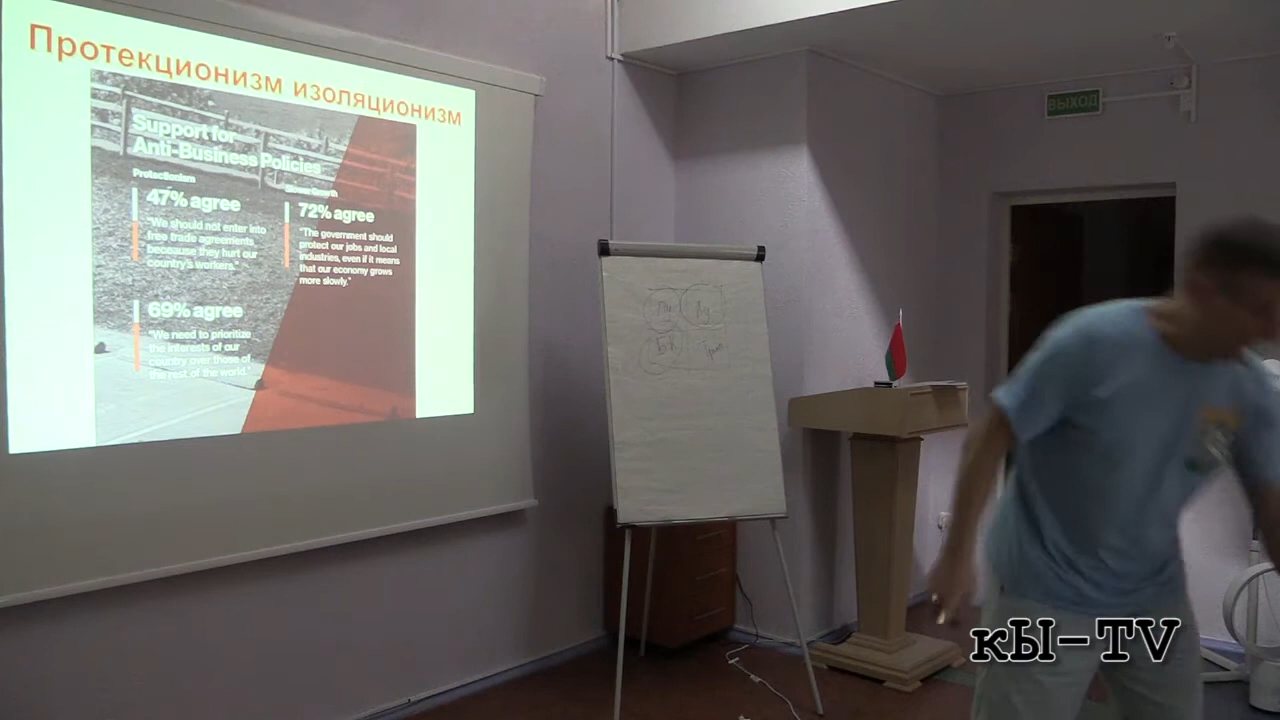 Протекционизм изоляционизм
Support for
Anti-Business Policies
Protectionism
47% agree
"We should not enter into
free trade agreements
because they hurt our
country's workers."
69% agree
"We need to prioritize
the interests of our
country over those of
the rest of the world."
Growth
72% agree
"The government should
protect our jobs and local
industries, even if it means
that our economy grows
more slowly."
ВЫХОД
кЫ-TV